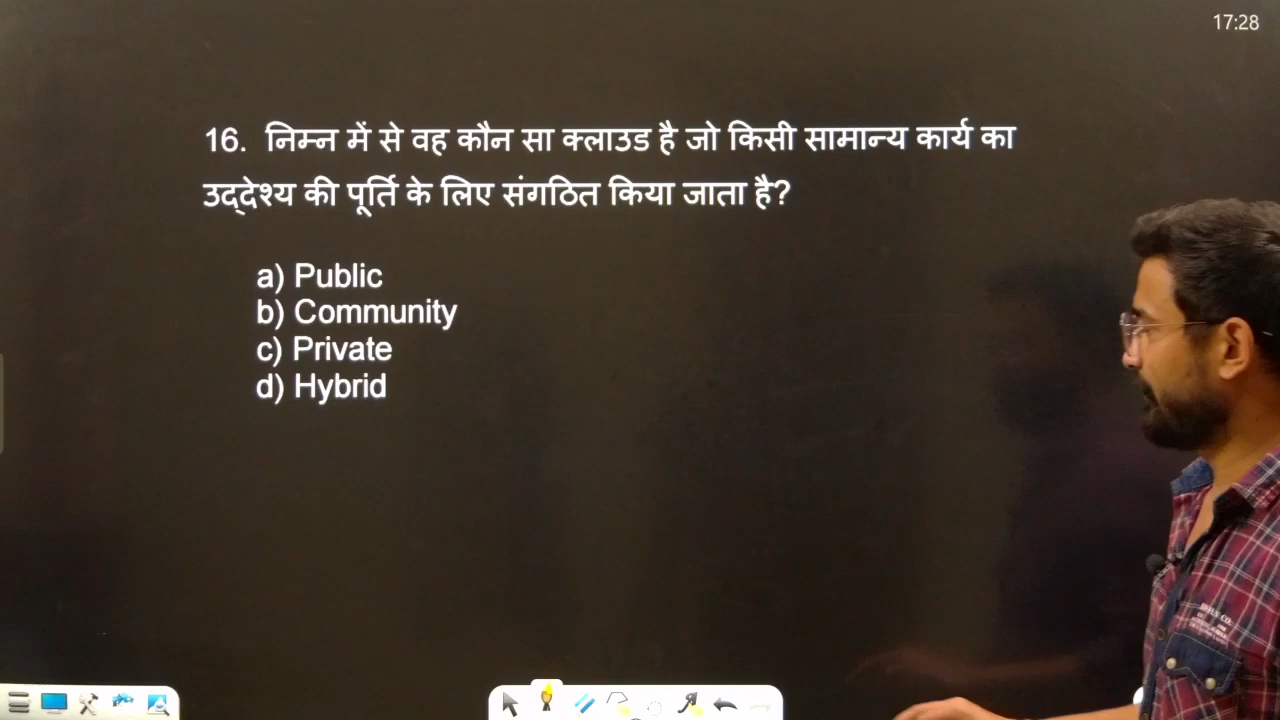 17:28
16. निम्न में से वह कौन सा क्लाउड है जो किसी सामान्य कार्य का
उद्देश्य की पूर्ति के लिए संगठित किया जाता है?
a) Public
b) Community
c) Private
d) Hybrid